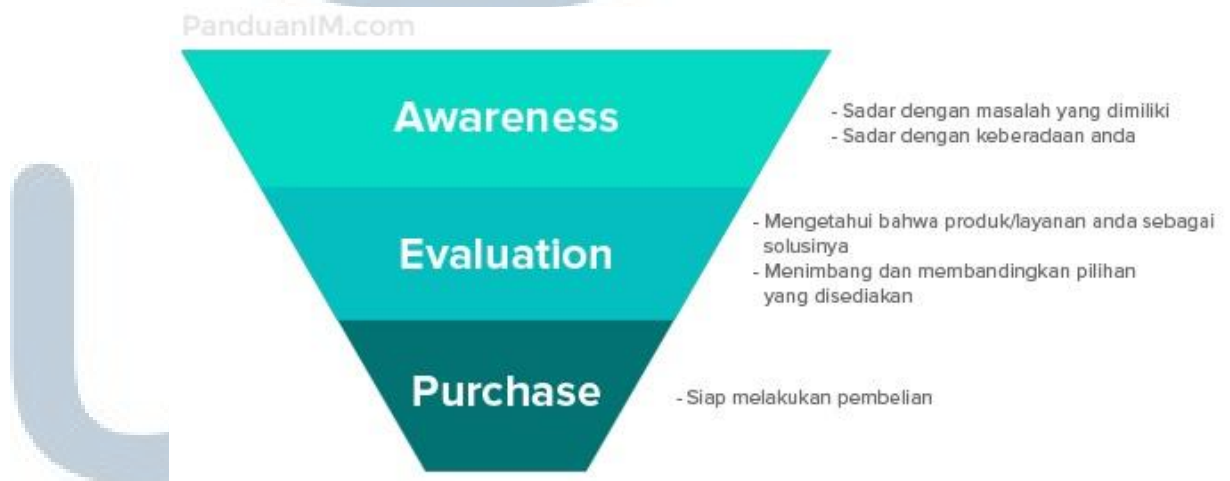 PanduanIM.com
Awareness
- Sadar dengan masalah yang dimiliki
- Sadar dengan keberadaan anda
Evaluation
- Mengetahui bahwa produk/layanan anda sebagai
solusinya
- Menimbang dan membandingkan pilihan
yang disediakan
Purchase
- Siap melakukan pembelian